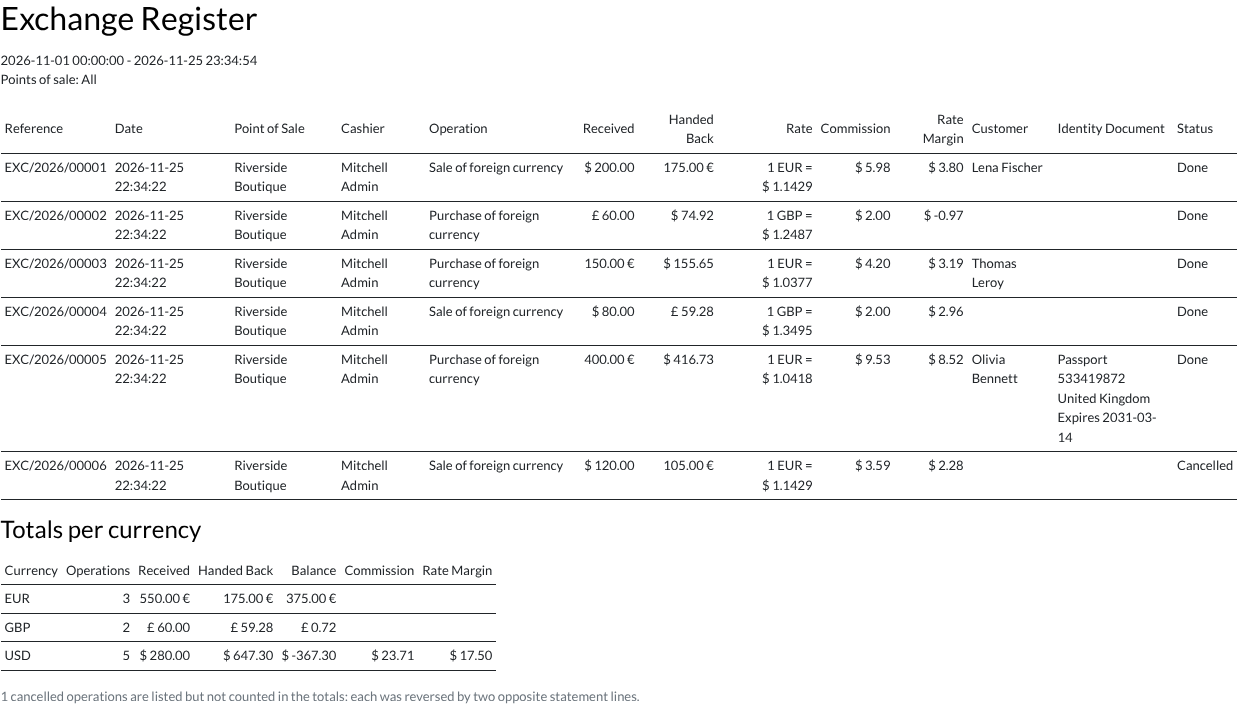 Exchange Register
2026-11-01 00:00:00 - 2026-11-25 23:34:54
Points of sale: All
Reference Date Point of Sale Cashier Operation Received Handed Back Rate Commission Rate Margin Customer Identity Document Status
EXC/2026/00001 2026-11-25 Riverside Mitchell Sale of foreign currency $ 200.00 175.00 € 1 EUR = $ 5.98 $ 3.80 Lena Fischer Done
22:34:22 Boutique Admin $ 1.1429
EXC/2026/00002 2026-11-25 Riverside Mitchell Purchase of foreign £ 60.00 $ 74.92 1 GBP = $ 2.00 $ -0.97 Done
22:34:22 Boutique Admin currency $ 1.2487
EXC/2026/00003 2026-11-25 Riverside Mitchell Purchase of foreign 150.00 € $ 155.65 1 EUR = $ 4.20 $ 3.19 Thomas Done
22:34:22 Boutique Admin currency $ 1.0377 Leroy
EXC/2026/00004 2026-11-25 Riverside Mitchell Sale of foreign currency $ 80.00 £ 59.28 1 GBP = $ 2.00 $ 2.96 Done
22:34:22 Boutique Admin $ 1.3495
EXC/2026/00005 2026-11-25 Riverside Mitchell Purchase of foreign 400.00 € $ 416.73 1 EUR = $ 9.53 $ 8.52 Olivia Passport Done
22:34:22 Boutique Admin currency $ 1.0418 Bennett 533419872
United Kingdom
Expires 2031-03-
14
EXC/2026/00006 2026-11-25 Riverside Mitchell Sale of foreign currency $ 120.00 105.00 € 1 EUR = $ 3.59 $ 2.28 Cancelled
22:34:22 Boutique Admin $ 1.1429
Totals per currency
Currency Operations Received Handed Back Balance Commission Rate Margin
EUR 3 550.00 € 175.00 € 375.00 €
GBP 2 £ 60.00 £ 59.28 £ 0.72
USD 5 $ 280.00 $ 647.30 $ -367.30 $ 23.71 $ 17.50
1 cancelled operations are listed but not counted in the totals: each was reversed by two opposite statement lines.